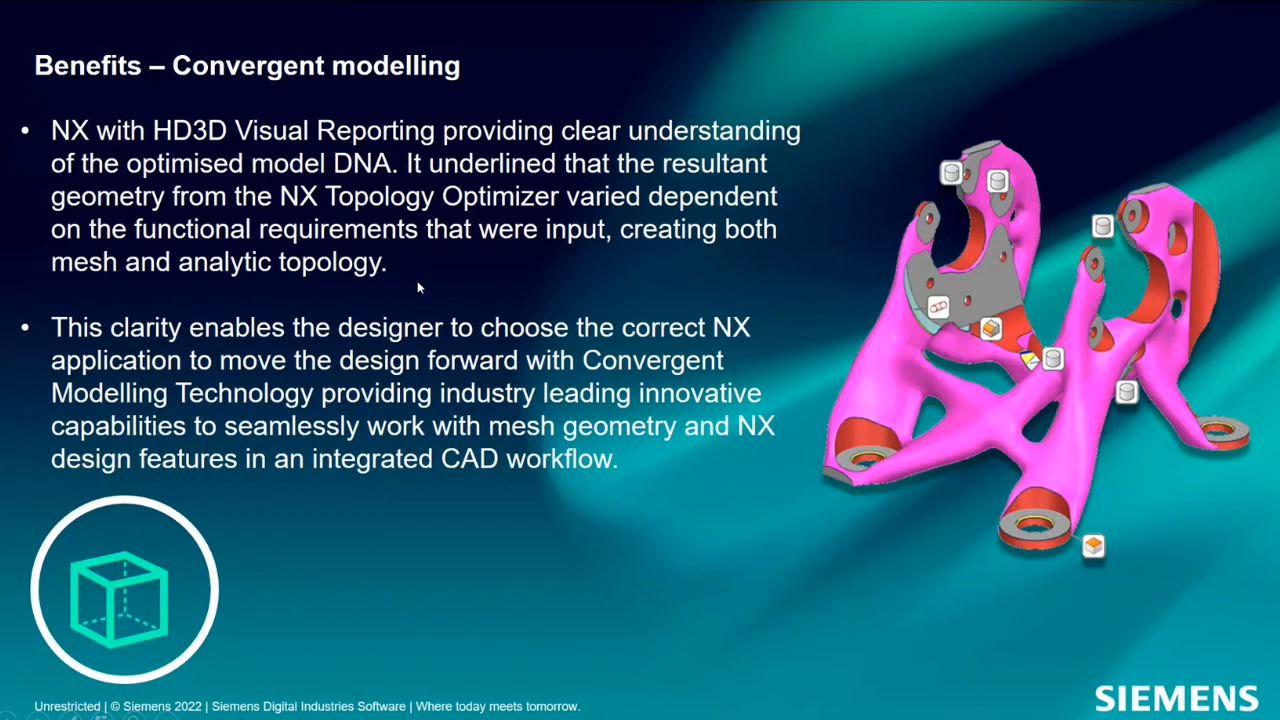 Benefits – Convergent modelling
• NX with HD3D Visual Reporting providing clear understanding
of the optimised model DNA. It underlined that the resultant
geometry from the NX Topology Optimizer varied dependent
on the functional requirements that were input, creating both
mesh and analytic topology.
• This clarity enables the designer to choose the correct NX
application to move the design forward with Convergent
Modelling Technology providing industry leading innovative
capabilities to seamlessly work with mesh geometry and NX
design features in an integrated CAD workflow.
Unrestricted | © Siemens 2022 | Siemens Digital Industries Software | Where today meets tomorrow.
SIEMENS